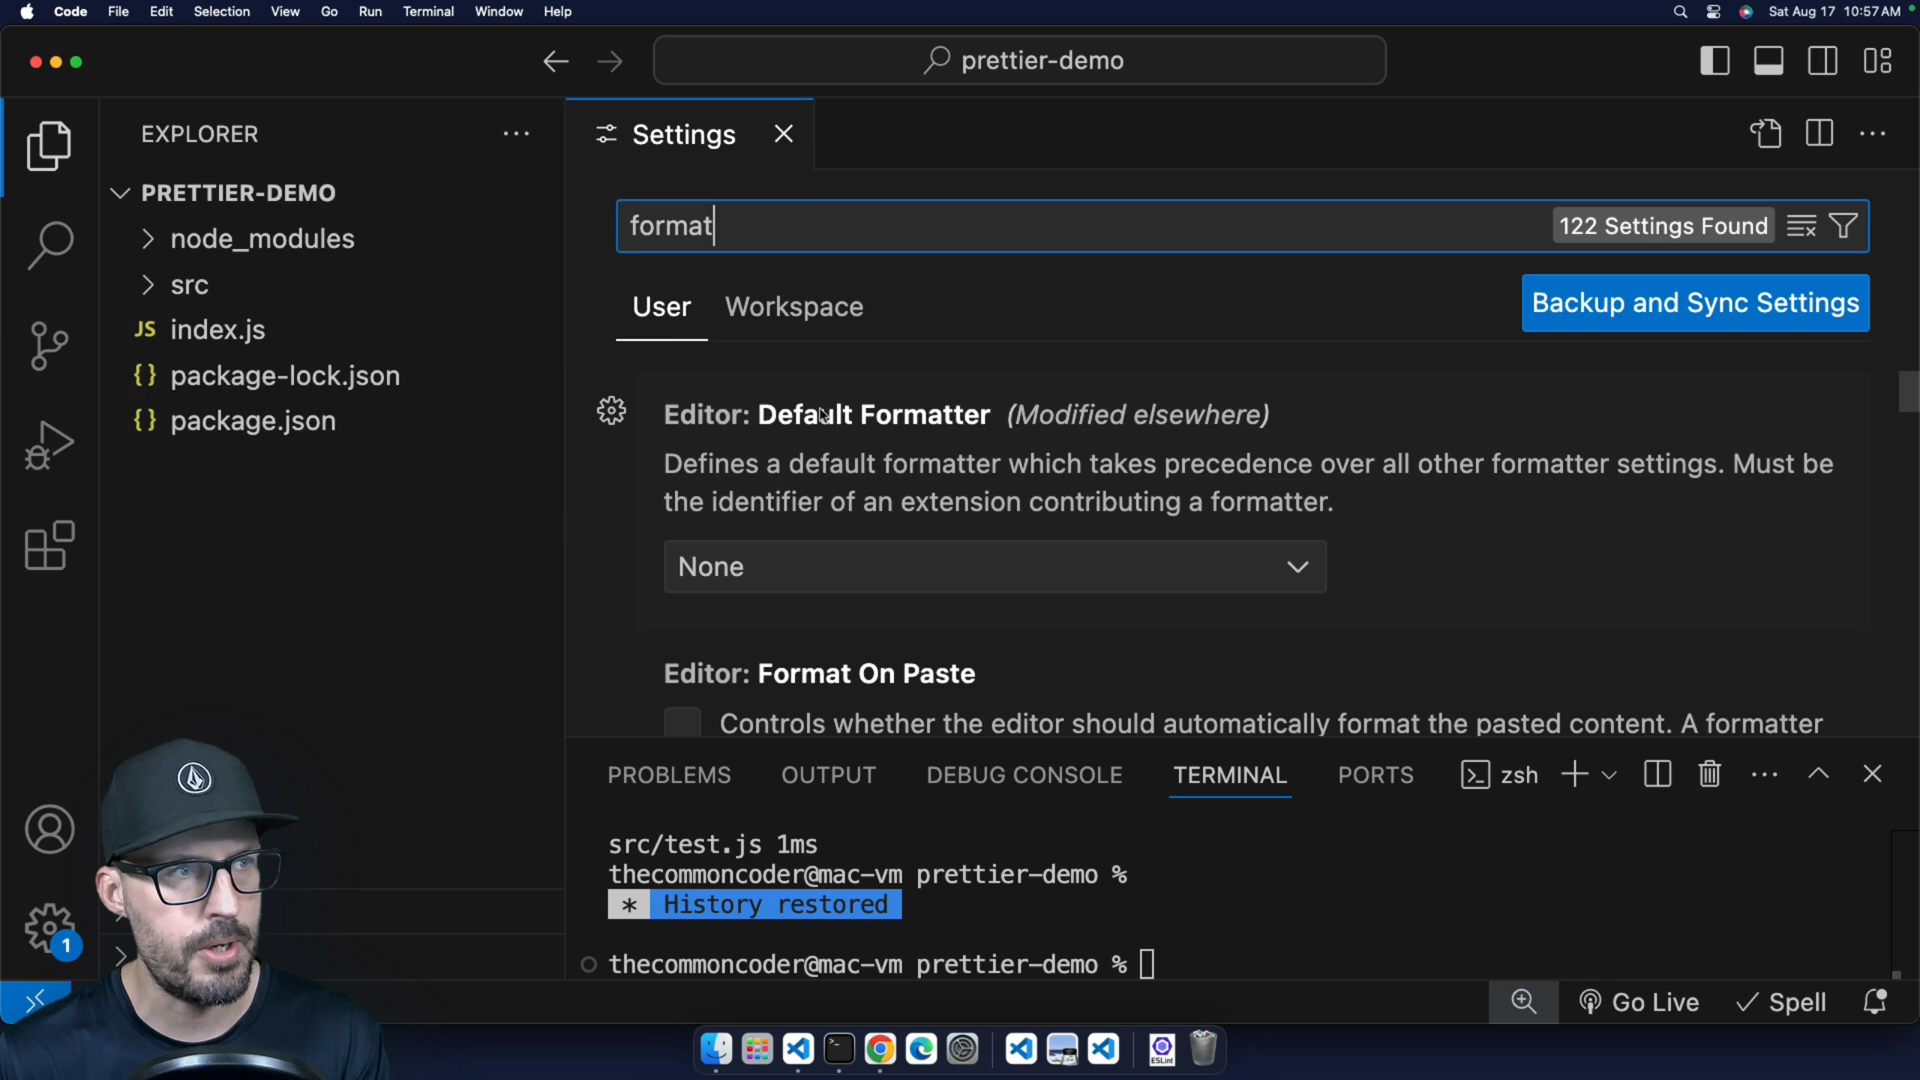 Code File Edit Selection View Go Run Terminal Window Help
Sat Aug 17 10:57 AM
prettier-demo
EXPLORER
PRETTIER-DEMO
node_modules
src
JS index.js
{} package-lock.json
{} package.json
Settings
format
122 Settings Found
User Workspace
Backup and Sync Settings
Editor: Default Formatter (Modified elsewhere)
Defines a default formatter which takes precedence over all other formatter settings. Must be
the identifier of an extension contributing a formatter.
None
Editor: Format On Paste
Controls whether the editor should automatically format the pasted content. A formatter
PROBLEMS OUTPUT DEBUG CONSOLE TERMINAL PORTS zsh
src/test.js 1ms
thecommoncoder@mac-vm prettier-demo %
* History restored
thecommoncoder@mac-vm prettier-demo %
1
Go Live Spell
ESLint